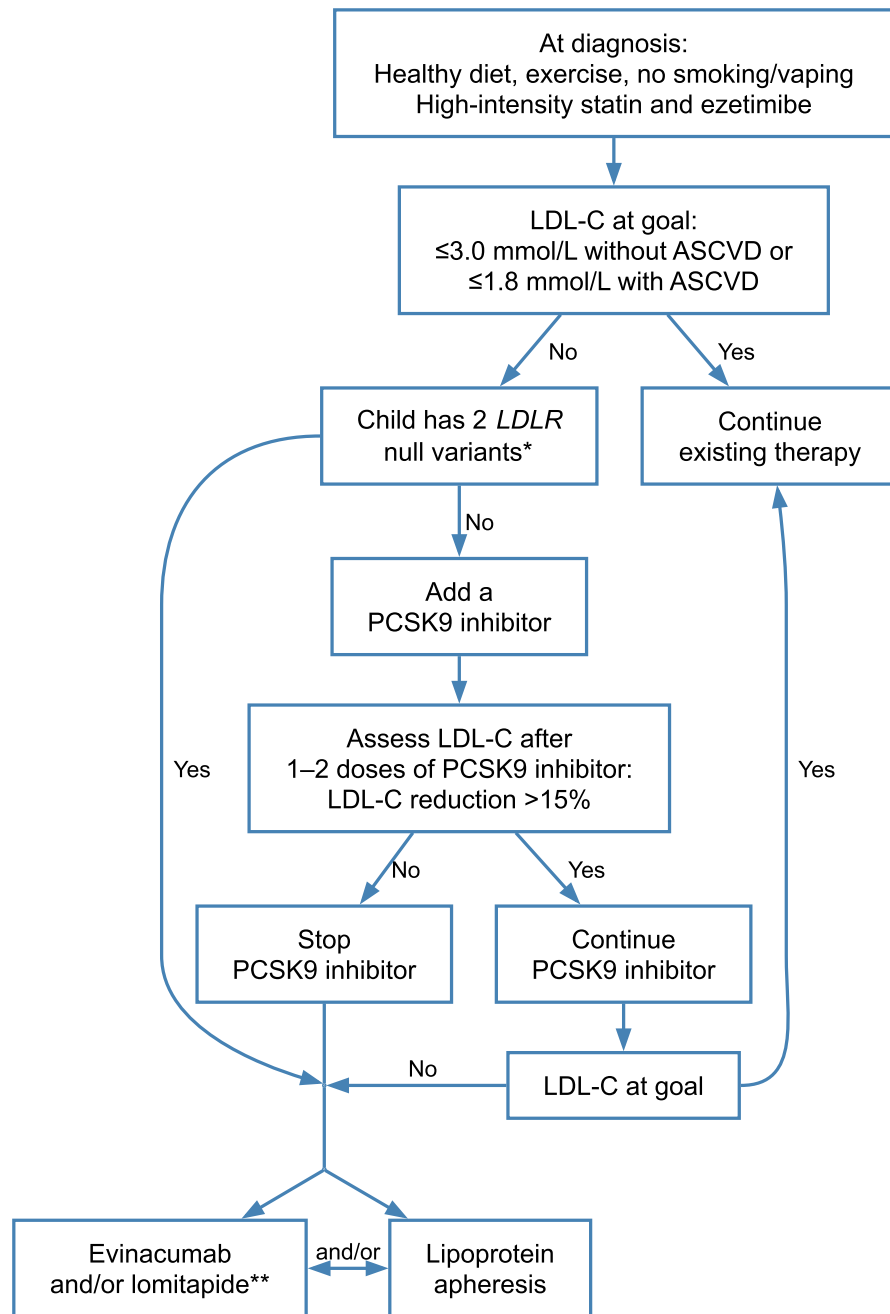 At diagnosis:
Healthy diet, exercise, no smoking/vaping
High-intensity statin and ezetimibe
LDL-C at goal:
≤3.0 mmol/L without ASCVD or
≤1.8 mmol/L with ASCVD
No
Yes
Child has 2 LDLR
null variants*
Continue
existing therapy
No
Add a
PCSK9 inhibitor
Assess LDL-C after
1–2 doses of PCSK9 inhibitor:
LDL-C reduction >15%
Yes
Yes
No
Yes
Stop
PCSK9 inhibitor
Continue
PCSK9 inhibitor
No
LDL-C at goal
Evinacumab
and/or lomitapide**
and/or
Lipoprotein
apheresis